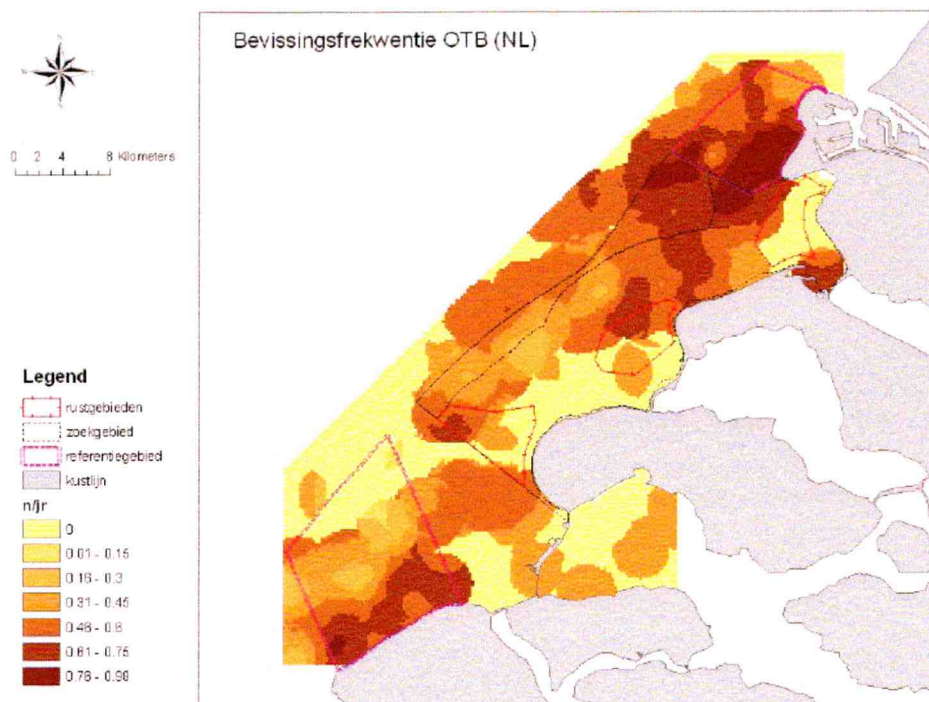 Bevissingsfrekwentie OTB (NL)
0 2 4 8 Kilometers
Legend
rustgebieden
zoekgebied
referentiegebied
kustlijn
n/jr
0
0.01 - 0.15
0.16 - 0.3
0.31 - 0.45
0.46 - 0.6
0.61 - 0.75
0.76 - 0.98